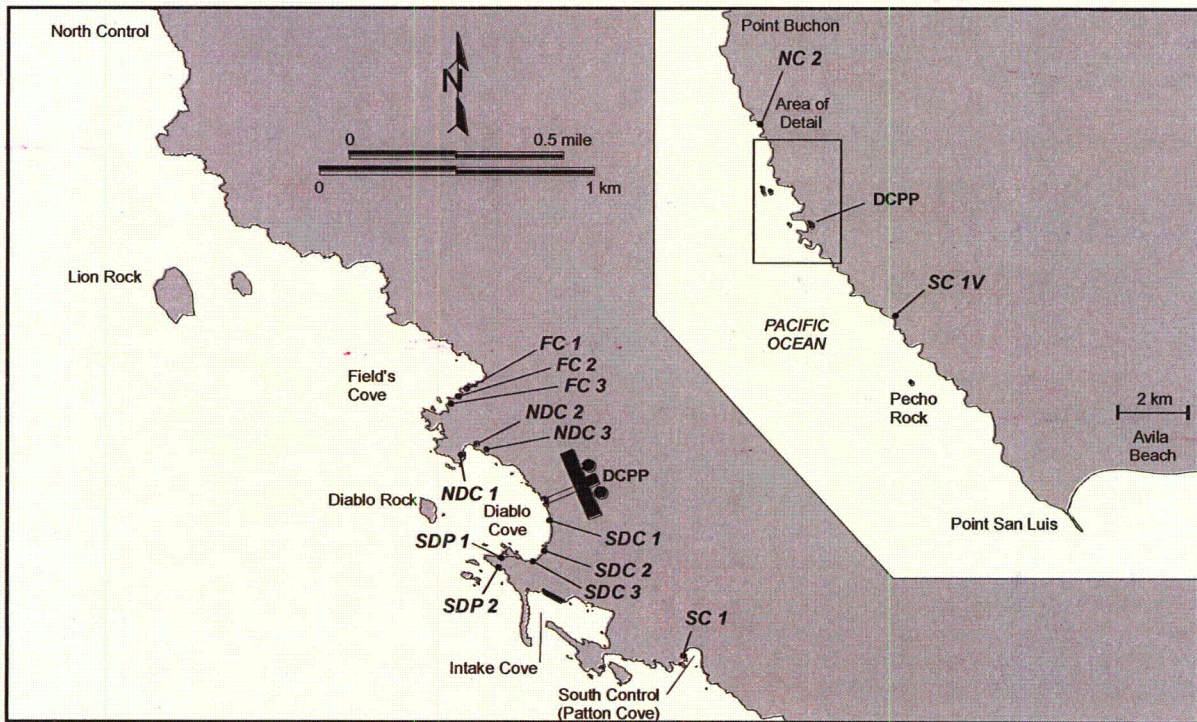 North Control
N
0
0.5 mile
0
1 km
Lion Rock
Field's
Cove
FC 1
FC 2
FC 3
NDC 2
NDC 3
DCPP
NDC 1
Diablo Rock
Diablo
Cove
SDP 1
SDC 1
SDC 2
SDC 3
SDP 2
SC 1
Intake Cove
South Control
(Patton Cove)
Point Buchon
NC 2
Area of
Detail
DCPP
SC 1V
PACIFIC
OCEAN
Pecho
Rock
2 km
Avila
Beach
Point San Luis